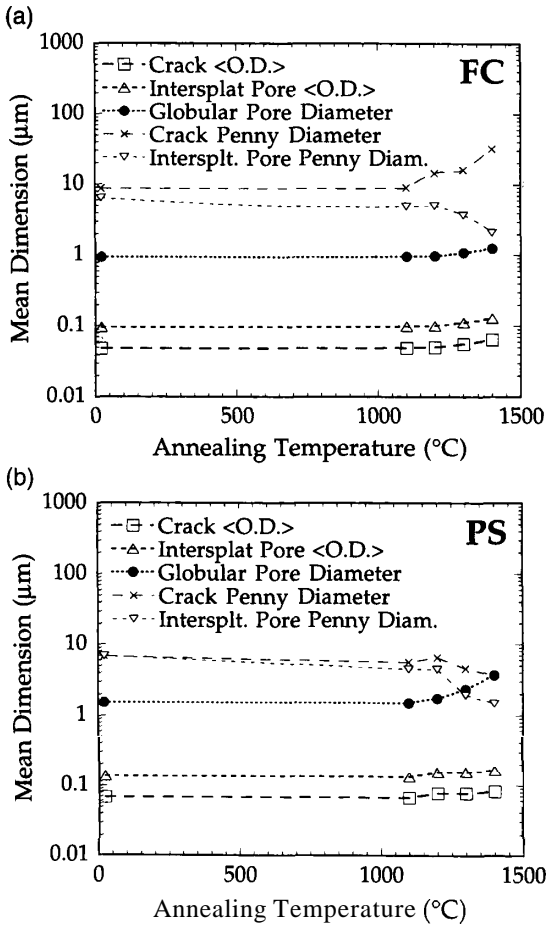 (a)
1000
100
10
1
0.1
0.01
Mean Dimension (μm)
FC
Crack <O.D.>
Intersplat Pore <O.D.>
Globular Pore Diameter
Crack Penny Diameter
Intersplt. Pore Penny Diam.
0 500 1000 1500
Annealing Temperature (°C)
(b)
1000
100
10
1
0.1
0.01
Mean Dimension (μm)
PS
Crack <O.D.>
Intersplat Pore <O.D.>
Globular Pore Diameter
Crack Penny Diameter
Intersplt. Pore Penny Diam.
0 500 1000 1500
Annealing Temperature (°C)